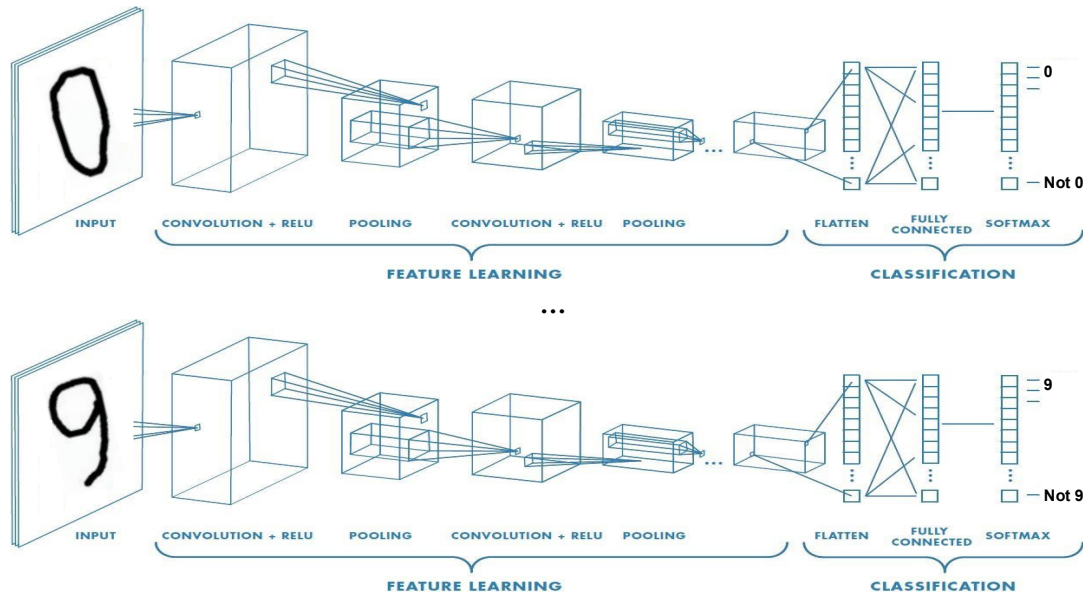 0
...
...
Not 0
INPUT CONVOLUTION + RELU POOLING CONVOLUTION + RELU POOLING FLATTEN FULLY CONNECTED SOFTMAX
FEATURE LEARNING CLASSIFICATION
...
9
9
...
Not 9
INPUT CONVOLUTION + RELU POOLING CONVOLUTION + RELU POOLING FLATTEN FULLY CONNECTED SOFTMAX
FEATURE LEARNING CLASSIFICATION